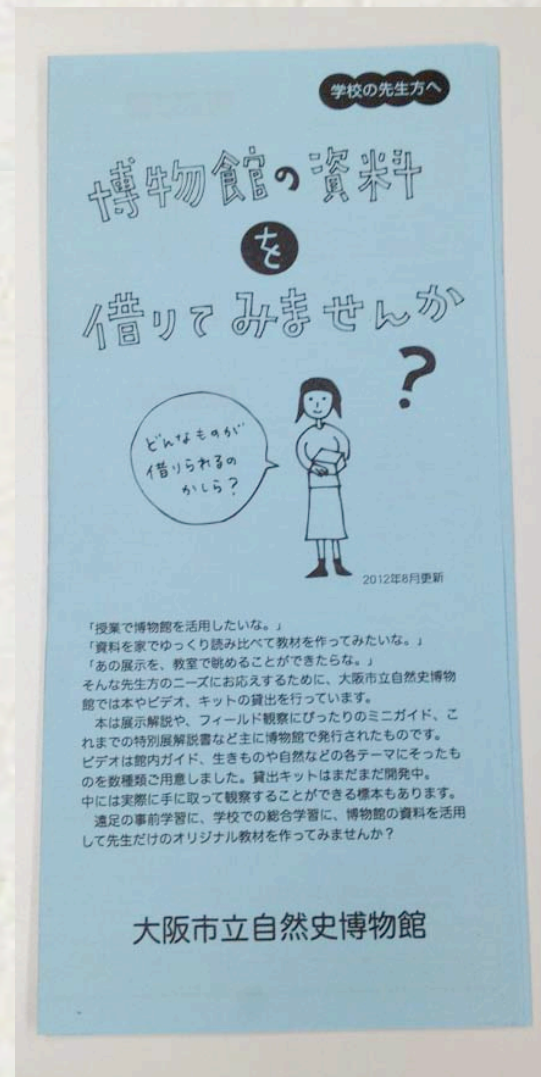 学校の先生方へ
博物館の資料
を
借りてみませんか
?
どんなものが
借りられるの
かしら?
2012年8月更新
「授業で博物館を活用したいな。」
「資料を家でゆっくり読み比べて教材を作ってみたいな。」
「あの展示を、教室で眺めることができたらな。」
そんな先生方のニーズにお応えするために、大阪市立自然史博物
館では本やビデオ、キットの貸出を行っています。
本は展示解説や、フィールド観察にぴったりのミニガイド、こ
れまでの特別展解説書など主に博物館で発行されたものです。
ビデオは館内ガイド、生きものや自然などの各テーマにそったも
のを数種類ご用意しました。貸出キットはまだまだ開発中。
中には実際に手に取って観察することができる標本もあります。
遠足の事前学習に、学校での総合学習に、博物館の資料を活用
して先生だけのオリジナル教材を作ってみませんか?
大阪市立自然史博物館